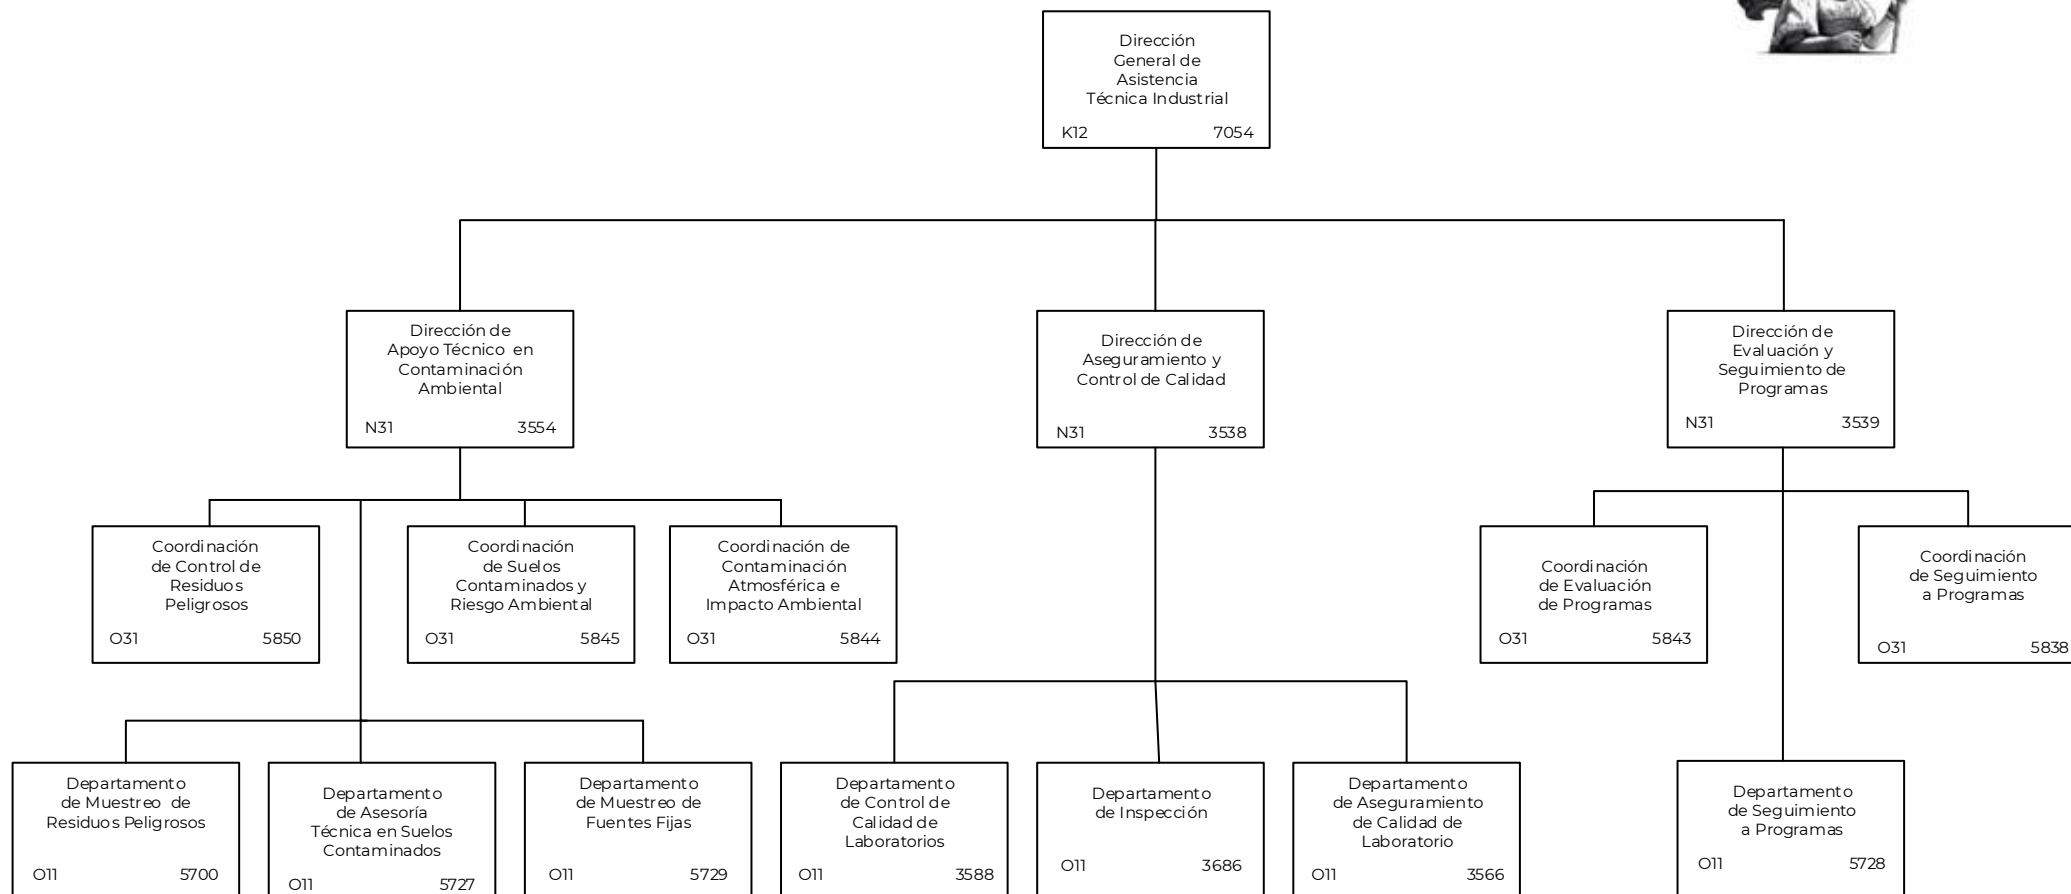 Dirección
General de
Asistencia
Técnica Industrial
K12 7054
Dirección de
Apoyo Técnico en
Contaminación
Ambiental
N31 3554
Dirección de
Aseguramiento y
Control de Calidad
N31 3538
Dirección de
Evaluación y
Seguimiento de
Programas
N31 3539
Coordinación
de Control de
Residuos
Peligrosos
O31 5850
Coordinación
de Suelos
Contaminados y
Riesgo Ambiental
O31 5845
Coordinación de
Contaminación
Atmosférica e
Impacto Ambiental
O31 5844
Coordinación
de Evaluación
de Programas
O31 5843
Coordinación
de Seguimiento
a Programas
O31 5838
Departamento
de Muestreo de
Residuos Peligrosos
O11 5700
Departamento
de Asesoría
Técnica en Suelos
Contaminados
O11 5727
Departamento
de Muestreo de
Fuentes Fijas
O11 5729
Departamento
de Control de
Calidad de
Laboratorios
O11 3588
Departamento
de Inspección
O11 3686
Departamento
de Aseguramiento
de Calidad de
Laboratorio
O11 3566
Departamento
de Seguimiento
a Programas
O11 5728